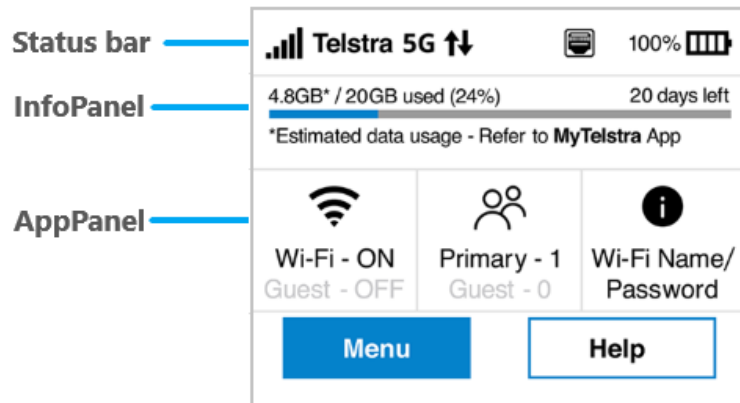 Status bar
Telstra 5G
100%
InfoPanel
4.8GB* / 20GB used (24%)
20 days left
*Estimated data usage - Refer to MyTelstra App
AppPanel
Wi-Fi - ON
Guest - OFF
Primary - 1
Guest - 0
Wi-Fi Name/
Password
Menu
Help